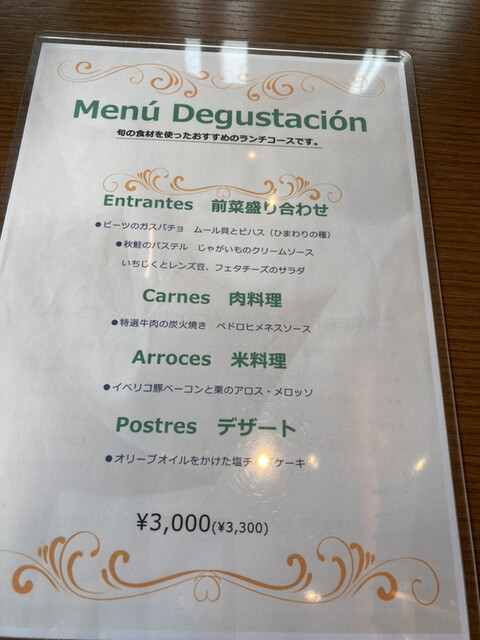 Menú Degustación
旬の食材を使ったおすすめのランチコースです。
Entrantes 前菜盛り合わせ
●ビーツのガスパチョ ムール貝とピハス（ひまわりの種）
●秋鮭のパステル じゃがいものクリームソース
いちじくとレンズ豆、フェタチーズのサラダ
Carnes 肉料理
●特選牛肉の炭火焼き ペドロヒメネスソース
Arroces 米料理
●イベリコ豚ベーコンと栗のアロス・メロッソ
Postres デザート
●オリーブオイルをかけた塩チ ケーキ
¥3,000(¥3,300)